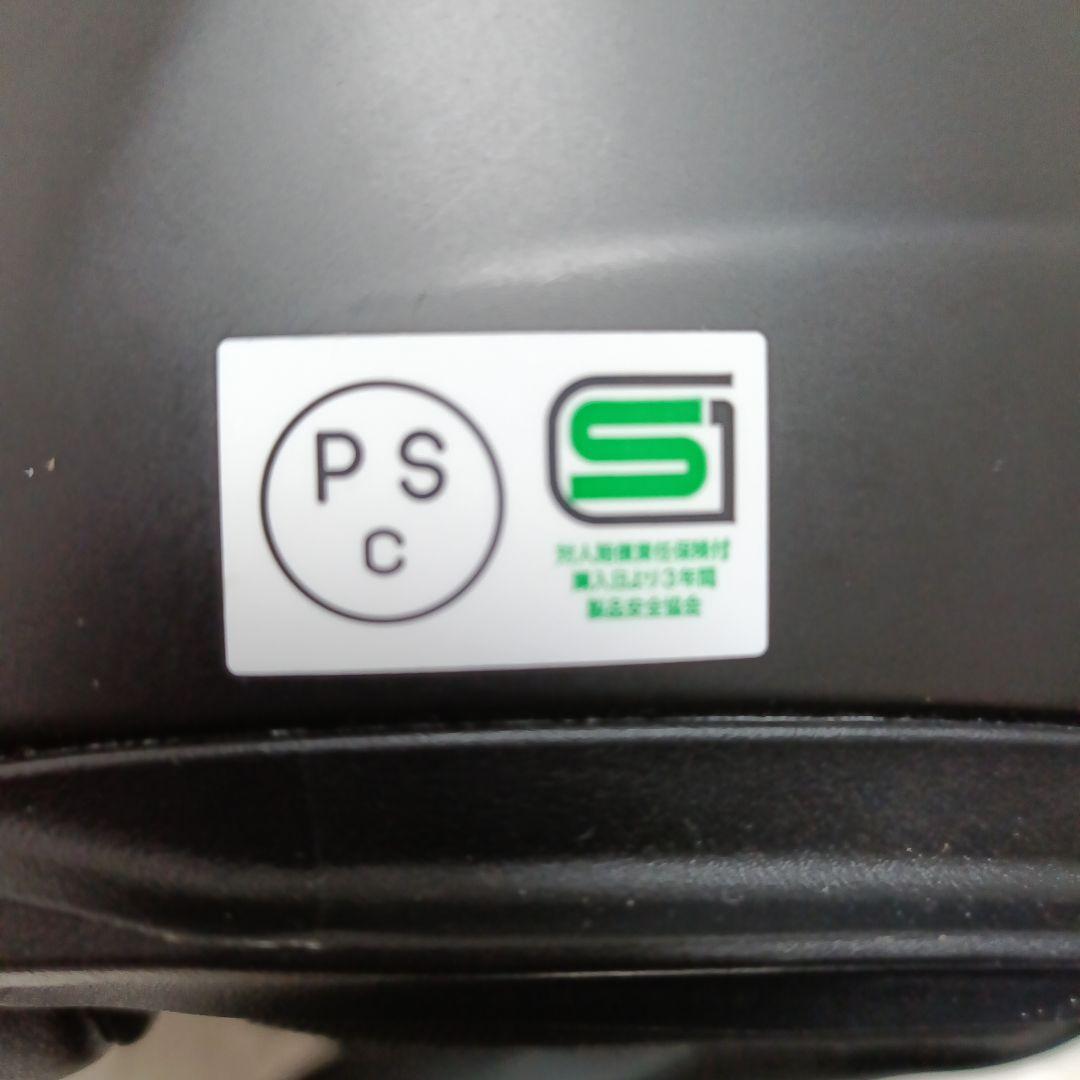 P S
C
SG
対人賠償責任保険付
購入日より3年間
製品安全協会